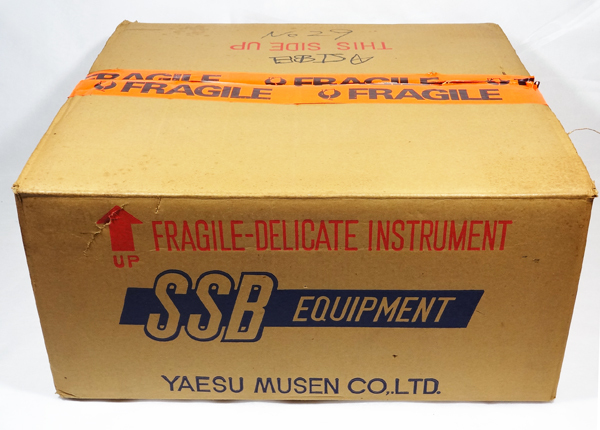 No 29
THIS SIDE UP
FRAGILE FRAGILE
FRAGILE FRAGILE
UP
FRAGILE-DELICATE INSTRUMENT
SSB EQUIPMENT
YAESU MUSEN CO,.LTD.